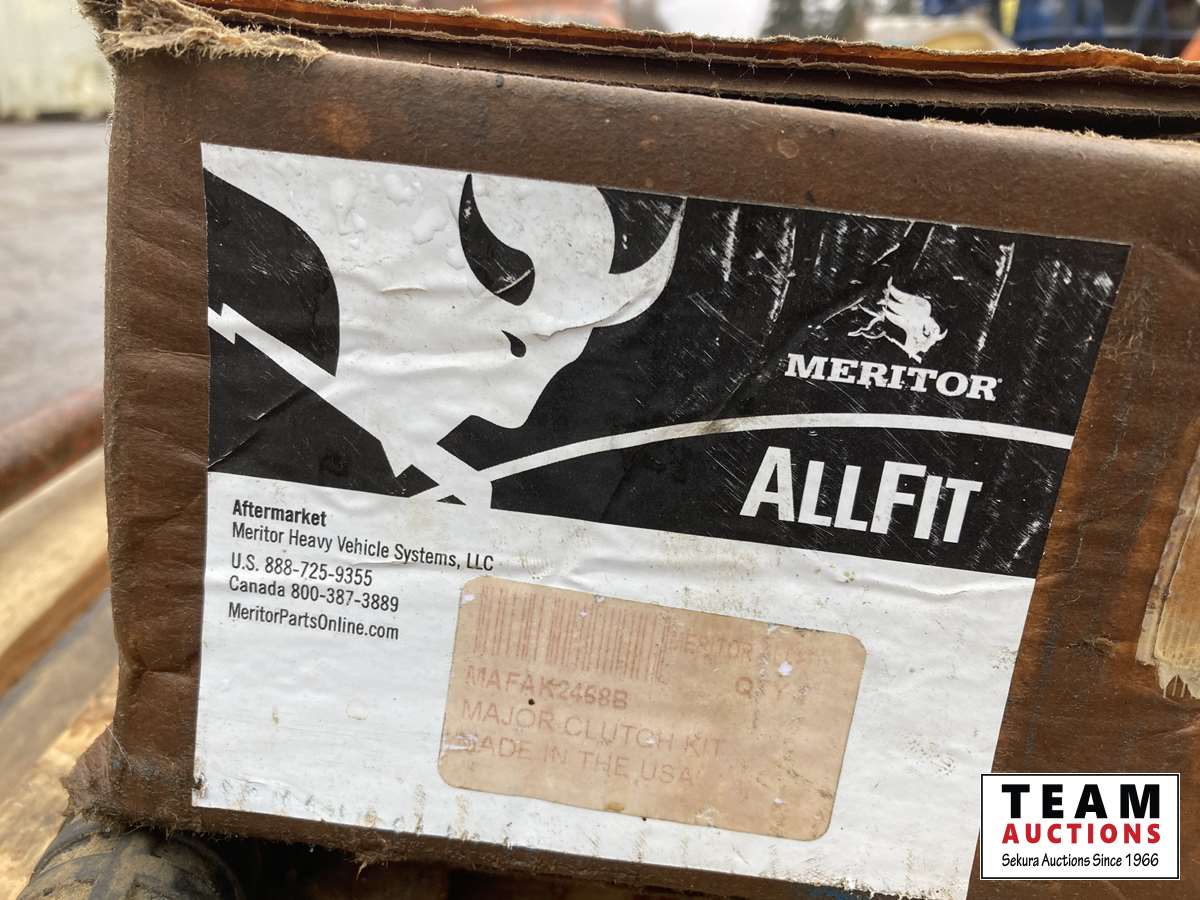 MERITOR
ALLFIT
Aftermarket
Meritor Heavy Vehicle Systems, LLC
U.S. 888-725-9355
Canada 800-387-3889
MeritorPartsOnline.com
QTY
MAFAK2468B
MAJOR CLUTCH KIT
MADE IN THE USA
TEAM
AUCTIONS
Sekura Auctions Since 1966